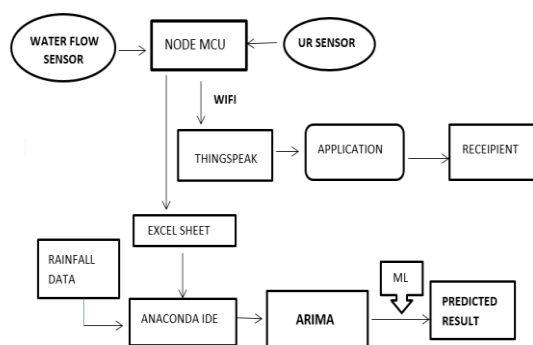 WATER FLOW
SENSOR
NODE MCU
UR SENSOR
WIFI
THINGSPEAK
APPLICATION
RECEIPIENT
EXCEL SHEET
RAINFALL
DATA
ML
ANACONDA IDE
ARIMA
PREDICTED
RESULT